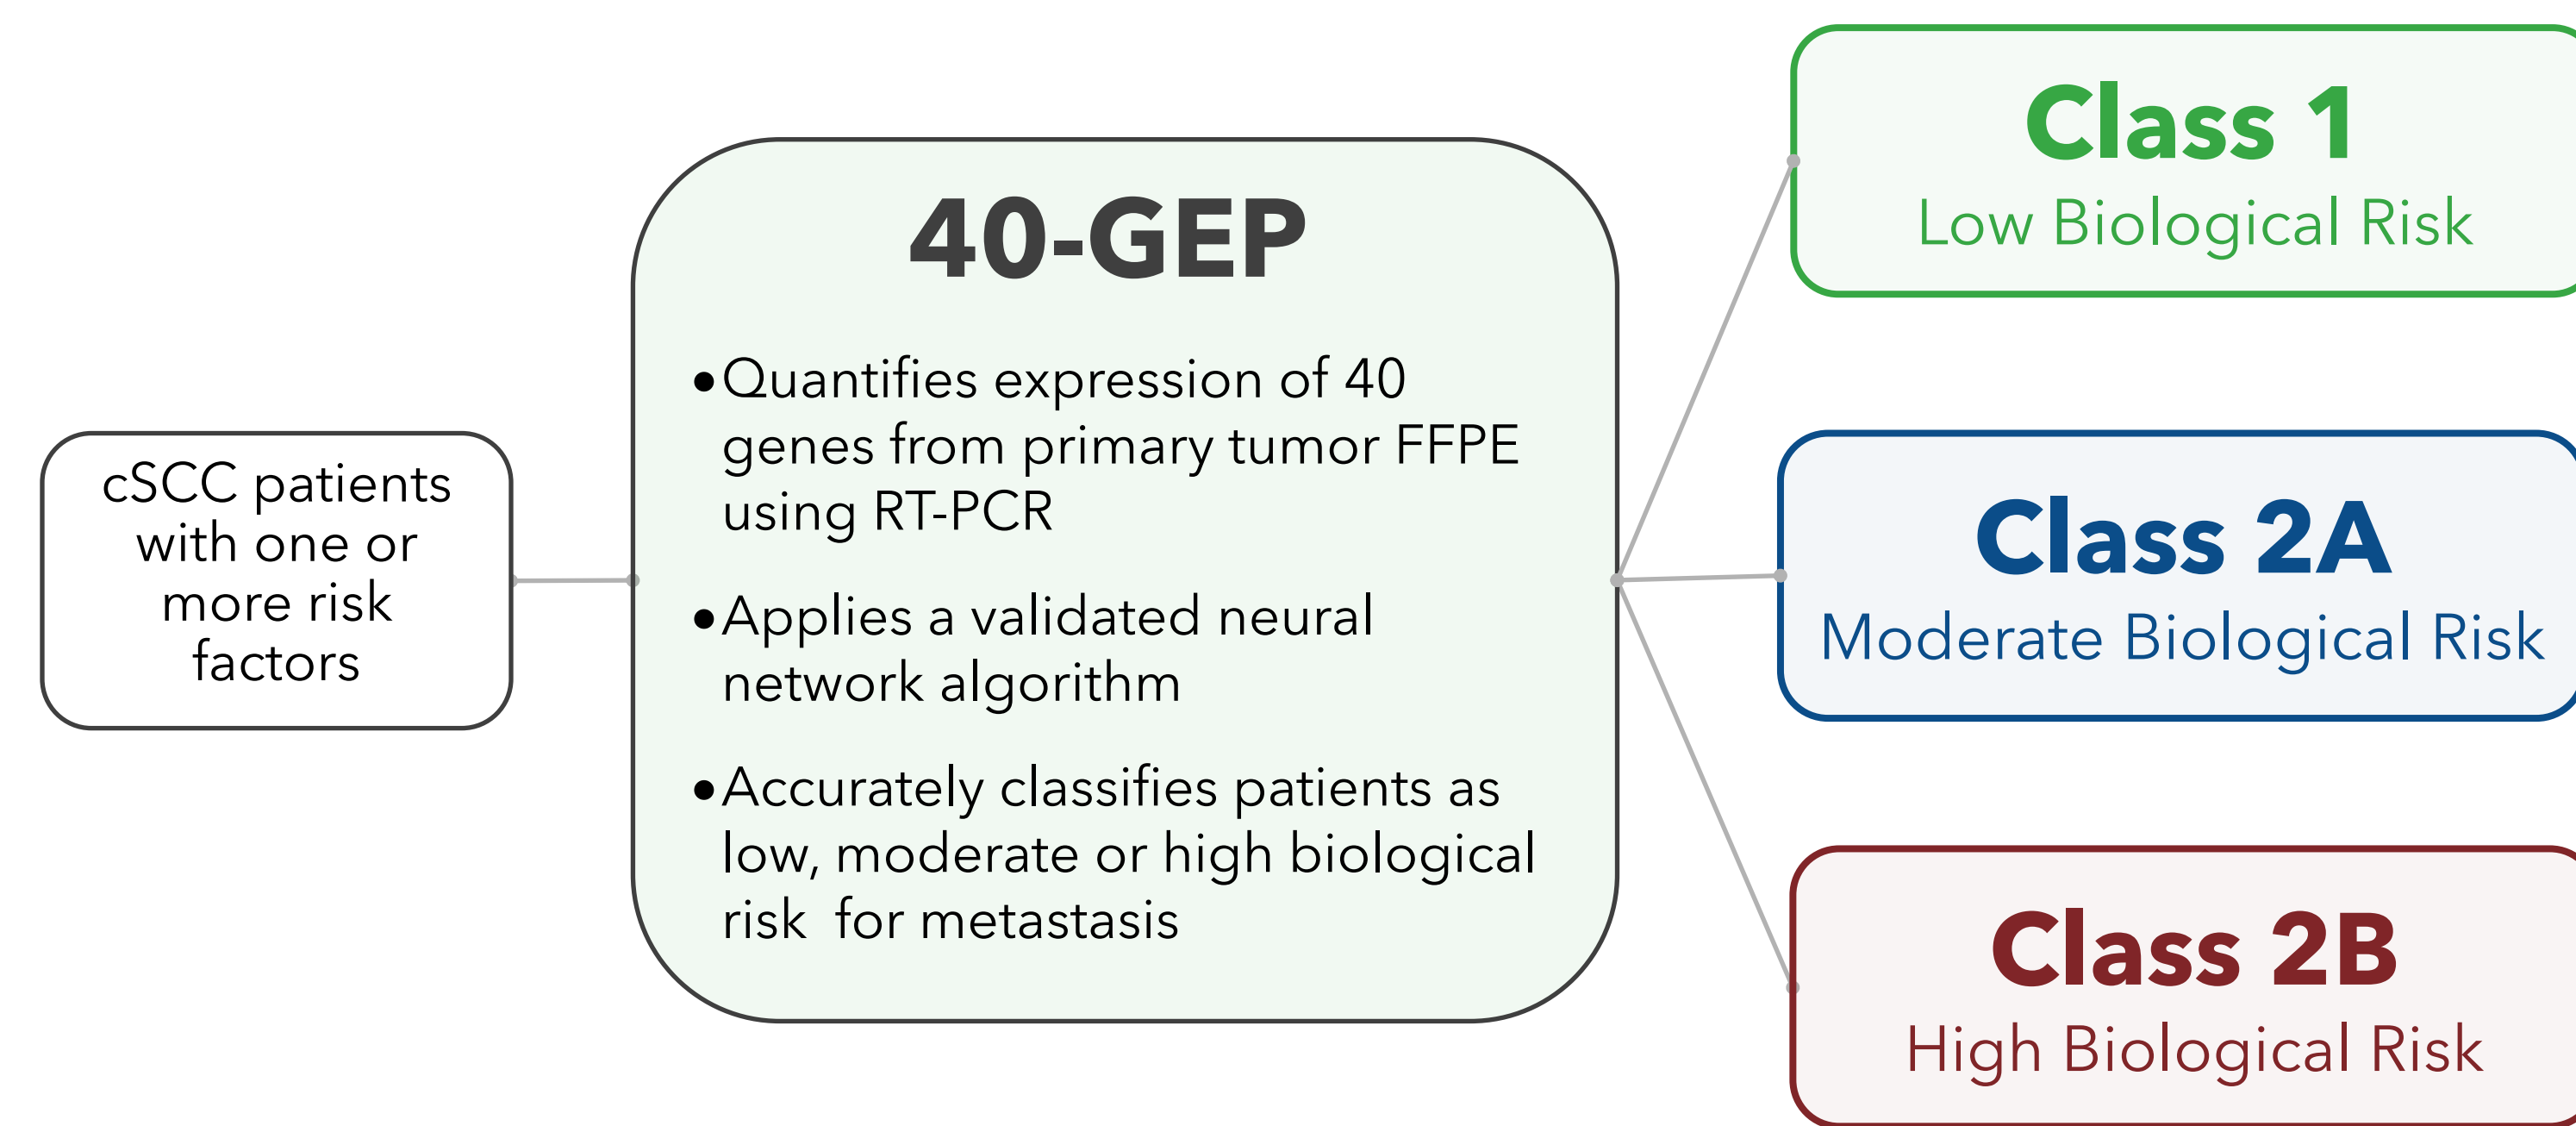 cSCC patients
with one or
more risk
factors
40-GEP
•Quantifies expression of 40
genes from primary tumor FFPE
using RT-PCR
•Applies a validated neural
network algorithm
•Accurately classifies patients as
low, moderate or high biological
risk  for metastasis
Class 1
Low Biological Risk
Class 2A
Moderate Biological Risk
Class 2B
High Biological Risk